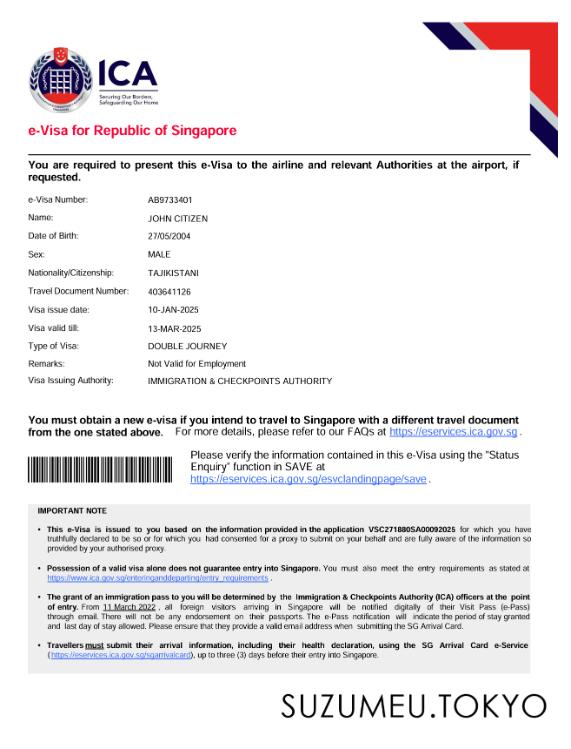 ICA
Securing Our Borders,
Safeguarding Our Home
e-Visa for Republic of Singapore
You are required to present this e-Visa to the airline and relevant Authorities at the airport, if
requested.
e-Visa Number: AB9733401
Name: JOHN CITIZEN
Date of Birth: 27/05/2004
Sex: MALE
Nationality/Citizenship: TAJIKISTANI
Travel Document Number: 403641126
Visa issue date: 10-JAN-2025
Visa valid till: 13-MAR-2025
Type of Visa: DOUBLE JOURNEY
Remarks: Not Valid for Employment
Visa Issuing Authority: IMMIGRATION & CHECKPOINTS AUTHORITY
You must obtain a new e-visa if you intend to travel to Singapore with a different travel document
from the one stated above. For more details, please refer to our FAQs at https://eservices.ica.gov.sg .
Please verify the information contained in this e-Visa using the "Status
Enquiry" function in SAVE at
https://eservices.ica.gov.sg/esvclandingpage/save .
IMPORTANT NOTE
• This e-Visa is issued to you based on the information provided in the application VSC271880SA00092025 for which you have
truthfully declared to be so or for which you had consented for a proxy to submit on your behalf and are fully aware of the information so
provided by your authorised proxy.
• Possession of a valid visa alone does not guarantee entry into Singapore. You must also meet the entry requirements as stated at
https://www.ica.gov.sg/enteringanddeparting/entry_requirements .
• The grant of an immigration pass to you will be determined by the Immigration & Checkpoints Authority (ICA) officers at the point
of entry. From 11 March 2022 , all foreign visitors arriving in Singapore will be notified digitally of their Visit Pass (e-Pass)
through email. There will not be any endorsement on their passports. The e-Pass notification will indicate the period of stay granted
and last day of stay allowed. Please ensure that they provide a valid email address when submitting the SG Arrival Card.
• Travellers must submit their arrival information, including their health declaration, using the SG Arrival Card e-Service
(https://eservices.ica.gov.sg/sgarrivalcard), up to three (3) days before their entry into Singapore.
SUZUMEU.TOKYO